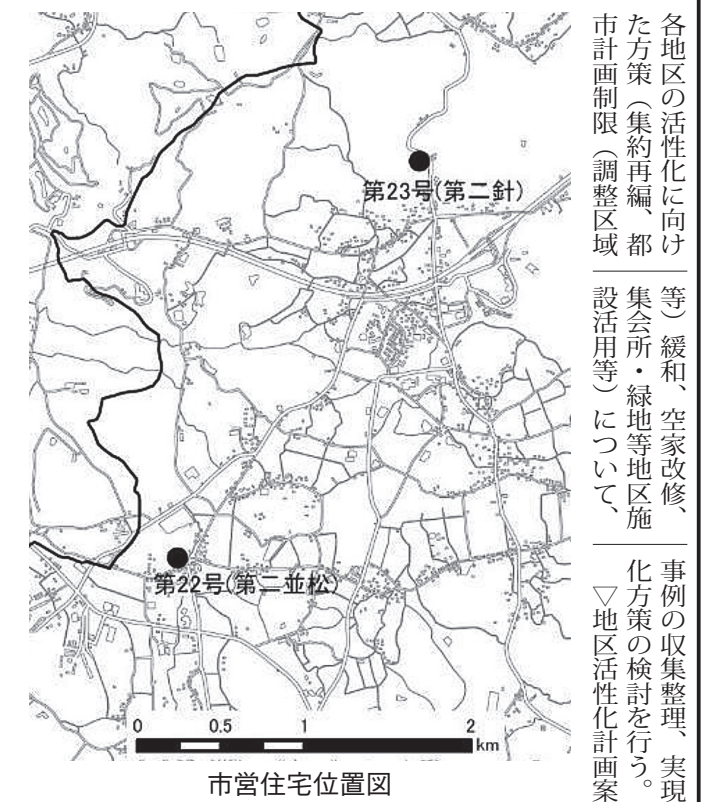 各地区の活性化に向け
た方策（集約再編、都
市計画制限（調整区域
等）緩和、空家改修、
集会所・緑地等地区施
設活用等）について、
事例の収集整理、実現
化方策の検討を行う。
▽地区活性化計画案
第23号(第二針)
第22号(第二並松)
0 0.5 1 2
km
市営住宅位置図